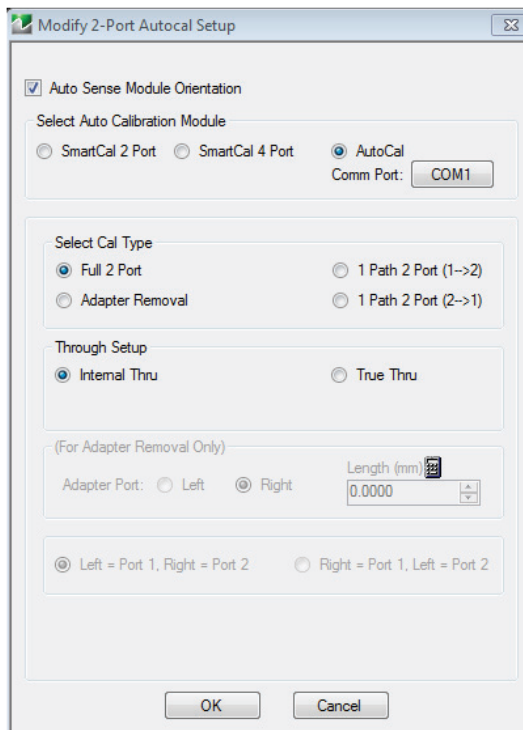 Modify 2-Port Autocal Setup
Auto Sense Module Orientation
Select Auto Calibration Module
SmartCal 2 Port SmartCal 4 Port AutoCal
Comm Port: COM1
Select Cal Type
Full 2 Port 1 Path 2 Port (1-->2)
Adapter Removal 1 Path 2 Port (2-->1)
Through Setup
Internal Thru True Thru
(For Adapter Removal Only)
Length (mm)
Adapter Port: Left Right 0.0000
Left = Port 1, Right = Port 2 Right = Port 1, Left = Port 2
OK Cancel